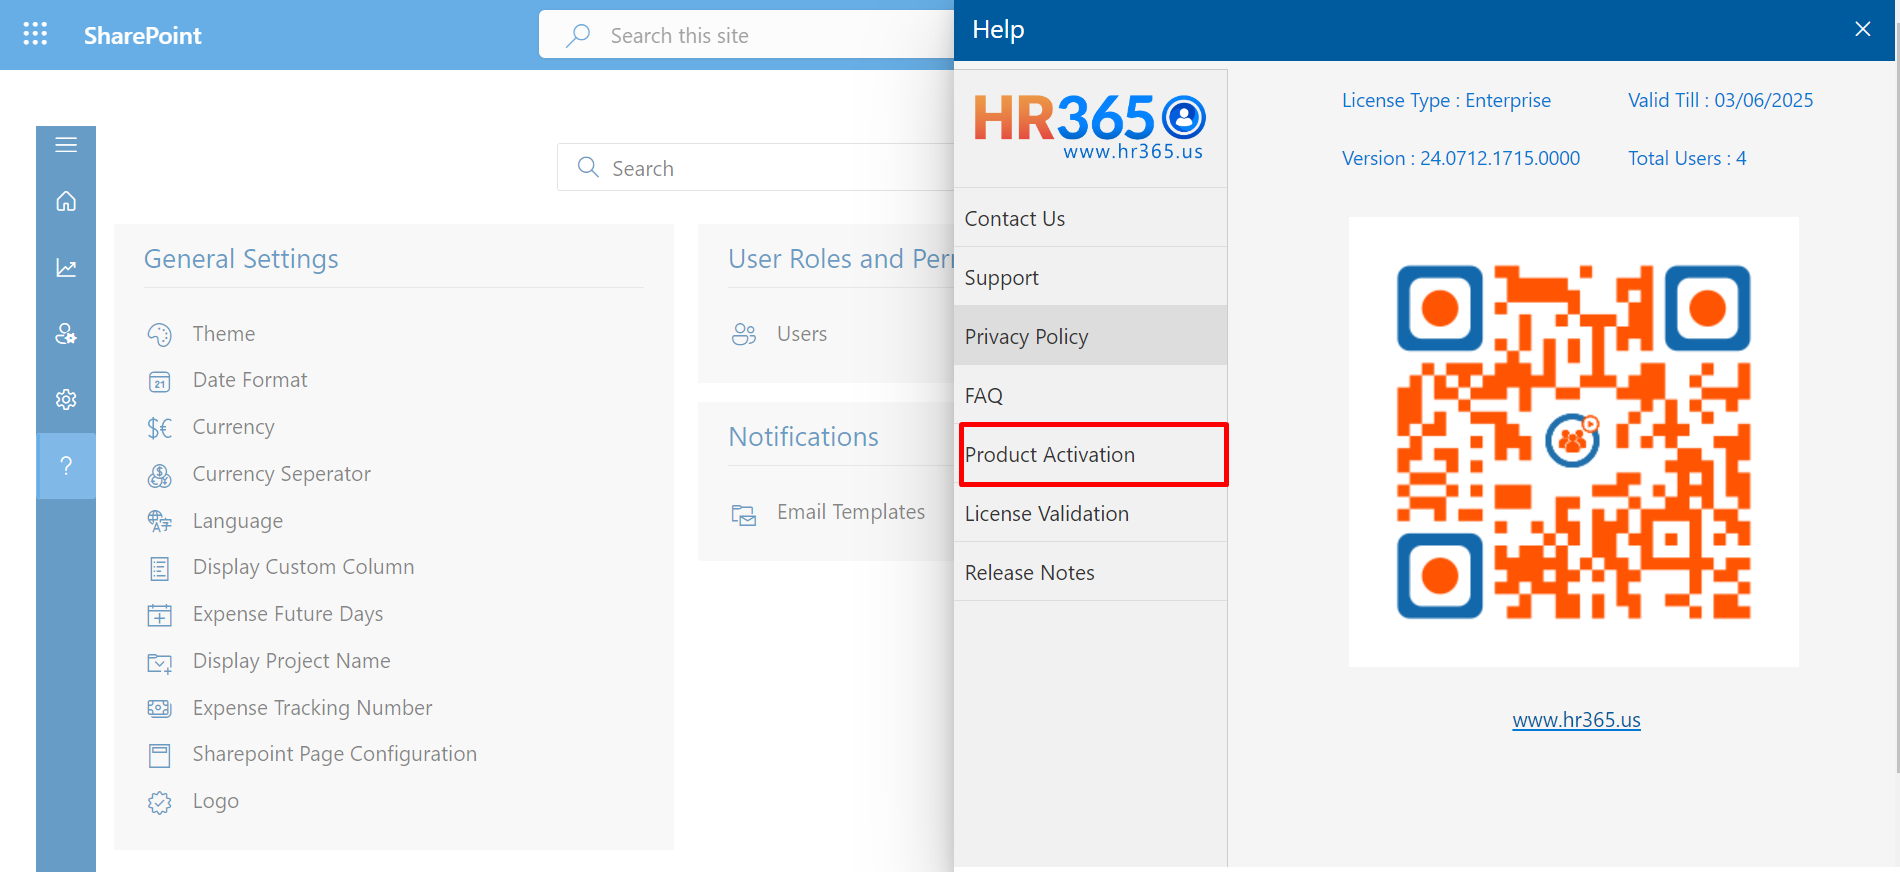 SharePoint
Search this site
Search
General Settings
Theme
21
Date Format
$€
Currency
Currency Seperator
Language
Display Custom Column
Expense Future Days
Display Project Name
Expense Tracking Number
Sharepoint Page Configuration
Logo
User Roles and Per
Users
Notifications
Email Templates
?
Help
HR365
www.hr365.us
Contact Us
Support
Privacy Policy
FAQ
Product Activation
License Validation
Release Notes
License Type : Enterprise
Valid Till : 03/06/2025
Version : 24.0712.1715.0000
Total Users : 4
www.hr365.us